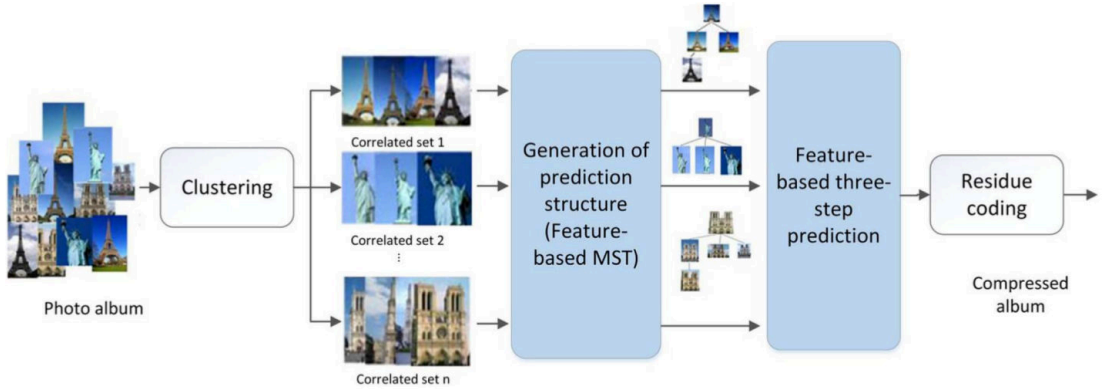 Photo album
Clustering
Correlated set 1
Correlated set 2
⋮
Correlated set n
Generation of
prediction
structure
(Feature-
based MST)
Feature-
based three-
step
prediction
Residue
coding
Compressed
album